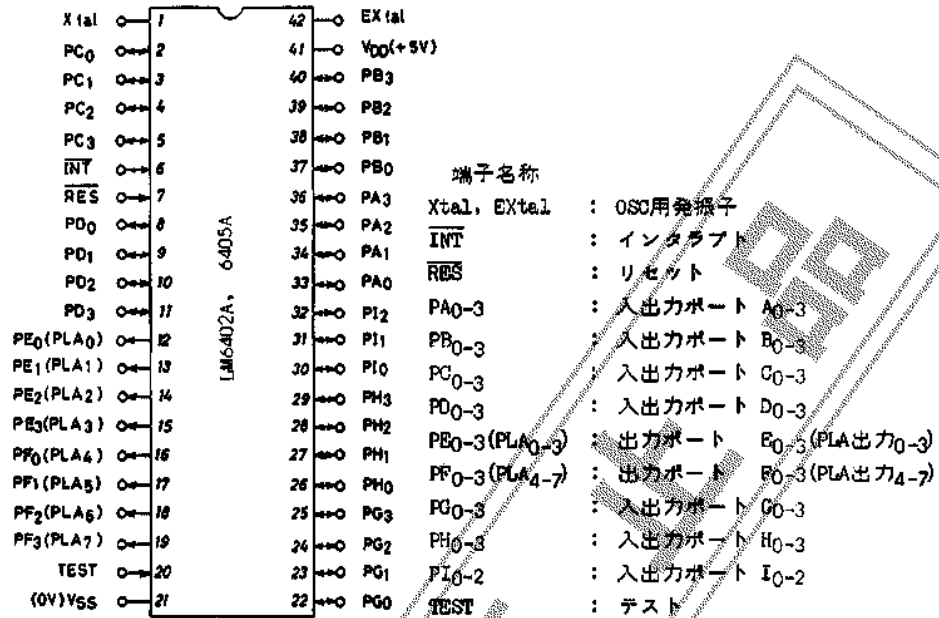 Xtal 1 42 EXtal
PC0 2 41 VDD(+5V)
PC1 3 40 PB3
PC2 4 39 PB2
PC3 5 38 PB1
I̅N̅T̅ 6 37 PB0
R̅E̅S̅ 7 36 PA3
PD0 8 35 PA2
PD1 9 34 PA1
PD2 10 33 PA0
PD3 11 32 PI2
PE0(PLA0) 12 31 PI1
PE1(PLA1) 13 30 PI0
PE2(PLA2) 14 29 PH3
PE3(PLA3) 15 28 PH2
PF0(PLA4) 16 27 PH1
PF1(PLA5) 17 26 PH0
PF2(PLA6) 18 25 PG3
PF3(PLA7) 19 24 PG2
TEST 20 23 PG1
(0V)VSS 21 22 PG0
LM6402A, 6405A
端子名称
Xtal, EXtal : OSC用発振子
I̅N̅T̅ : インタラプト
R̅E̅S̅ : リセット
PA0-3 : 入出力ポート A0-3
PB0-3 : 入出力ポート B0-3
PC0-3 : 入出力ポート C0-3
PD0-3 : 入出力ポート D0-3
PE0-3(PLA0-3) : 出力ポート E0-3(PLA出力0-3)
PF0-3(PLA4-7) : 出力ポート F0-3(PLA出力4-7)
PG0-3 : 入出力ポート G0-3
PH0-3 : 入出力ポート H0-3
PI0-2 : 入出力ポート I0-2
TEST : テスト